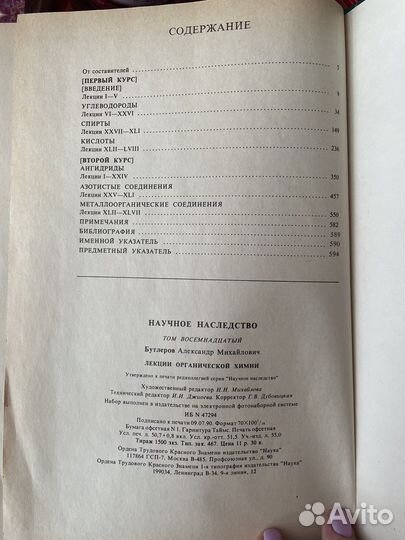 СОДЕРЖАНИЕ
От составителей 7
[ПЕРВЫЙ КУРС]
[ВВЕДЕНИЕ]
Лекции I—V 9
УГЛЕВОДОРОДЫ
Лекции VI—XXVI 34
СПИРТЫ
Лекции XXVII—XLI 149
КИСЛОТЫ
Лекции XLII—LVIII 236
[ВТОРОЙ КУРС]
АНГИДРИДЫ
Лекции I—XXIV 350
АЗОТИСТЫЕ СОЕДИНЕНИЯ
Лекции XXV—XLI 457
МЕТАЛЛООРГАНИЧЕСКИЕ СОЕДИНЕНИЯ
Лекции XLII—XLVII 550
ПРИМЕЧАНИЯ 582
БИБЛИОГРАФИЯ 589
ИМЕННОЙ УКАЗАТЕЛЬ 590
ПРЕДМЕТНЫЙ УКАЗАТЕЛЬ 594
НАУЧНОЕ НАСЛЕДСТВО
ТОМ ВОСЕМНАДЦАТЫЙ
Бутлеров Александр Михайлович
ЛЕКЦИИ ОРГАНИЧЕСКОЙ ХИМИИ
Утверждено к печати редколлегией серии "Научное наследство"
Художественный редактор И.Н. Михайлова
Технический редактор И.И. Джиоева. Корректор Г.В. Дубовицкая
Набор выполнен в издательстве на электронной фотонаборной системе
ИБ N 47294
Подписано к печати 09.07.90. Формат 70Х100 1/16
Бумага офсетная N 1. Гарнитура Таймс. Печать офсетная
Усл. печ. л. 50,7+0,8 вкл. Усл. кр.-отт. 51,5. Уч.-изд. л. 55,0
Тираж 1500 экз. Тип. зак. 467. Цена 11 р. 30 к.
Ордена Трудового Красного Знамени издательство "Наука"
117864 ГСП-7, Москва В-485, Профсоюзная ул. д. 90
Ордена Трудового Красного Знамени 1-я типография издательства "Наука"
199034, Ленинград В-34, 9-я линия, 12
Avito